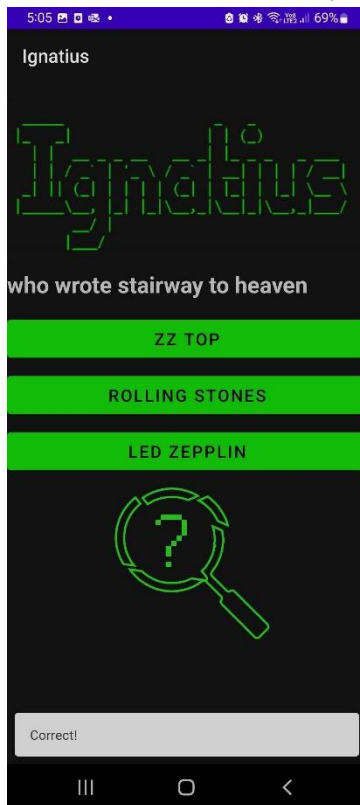 5:05 69%
Ignatius
Ignatius
who wrote stairway to heaven
ZZ TOP
ROLLING STONES
LED ZEPPLIN
?
Correct!